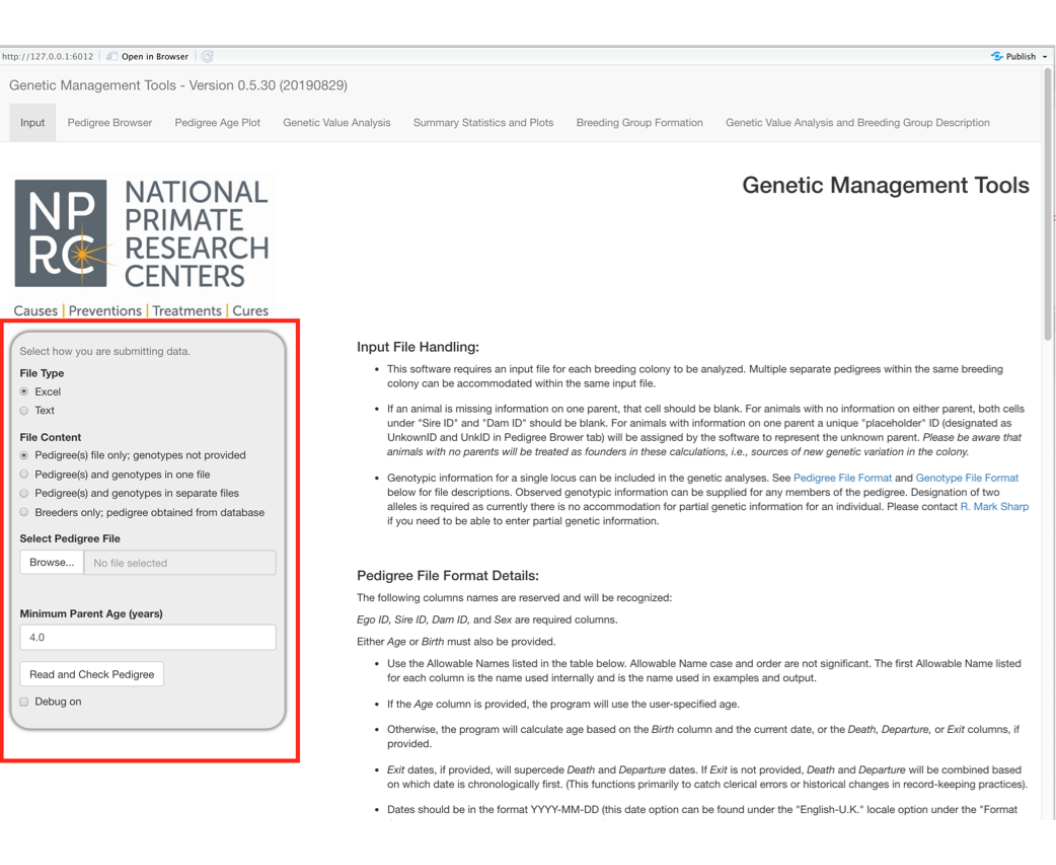 http://127.0.0.1:6012 Open in Browser Publish
Genetic Management Tools - Version 0.5.30 (20190829)
Input Pedigree Browser Pedigree Age Plot Genetic Value Analysis Summary Statistics and Plots Breeding Group Formation Genetic Value Analysis and Breeding Group Description
Genetic Management Tools
NP
RC
NATIONAL
PRIMATE
RESEARCH
CENTERS
Causes | Preventions | Treatments | Cures
Select how you are submitting data.
File Type
Excel
Text
File Content
Pedigree(s) file only; genotypes not provided
Pedigree(s) and genotypes in one file
Pedigree(s) and genotypes in separate files
Breeders only; pedigree obtained from database
Select Pedigree File
Browse... No file selected
Minimum Parent Age (years)
4.0
Read and Check Pedigree
Debug on
Input File Handling:
• This software requires an input file for each breeding colony to be analyzed. Multiple separate pedigrees within the same breeding
colony can be accommodated within the same input file.
• If an animal is missing information on one parent, that cell should be blank. For animals with no information on either parent, both cells
under "Sire ID" and "Dam ID" should be blank. For animals with information on one parent a unique "placeholder" ID (designated as
UnkownID and UnkID in Pedigree Brower tab) will be assigned by the software to represent the unknown parent. Please be aware that
animals with no parents will be treated as founders in these calculations, i.e., sources of new genetic variation in the colony.
• Genotypic information for a single locus can be included in the genetic analyses. See Pedigree File Format and Genotype File Format
below for file descriptions. Observed genotypic information can be supplied for any members of the pedigree. Designation of two
alleles is required as currently there is no accommodation for partial genetic information for an individual. Please contact R. Mark Sharp
if you need to be able to enter partial genetic information.
Pedigree File Format Details:
The following columns names are reserved and will be recognized:
Ego ID, Sire ID, Dam ID, and Sex are required columns.
Either Age or Birth must also be provided.
• Use the Allowable Names listed in the table below. Allowable Name case and order are not significant. The first Allowable Name listed
for each column is the name used internally and is the name used in examples and output.
• If the Age column is provided, the program will use the user-specified age.
• Otherwise, the program will calculate age based on the Birth column and the current date, or the Death, Departure, or Exit columns, if
provided.
• Exit dates, if provided, will supercede Death and Departure dates. If Exit is not provided, Death and Departure will be combined based
on which date is chronologically first. (This functions primarily to catch clerical errors or historical changes in record-keeping practices).
• Dates should be in the format YYYY-MM-DD (this date option can be found under the "English-U.K." locale option under the "Format